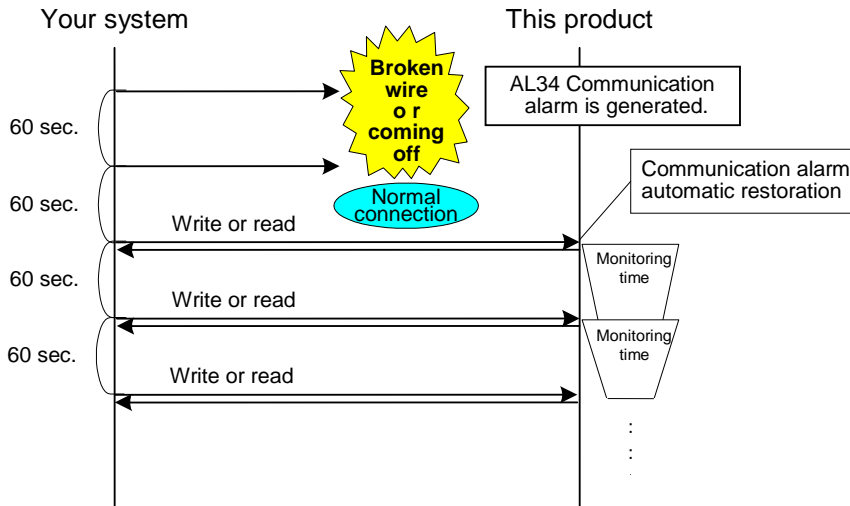 Your system
This product
Broken
wire
o r
coming
off
AL34 Communication
alarm is generated.
60 sec.
Communication alarm
automatic restoration
60 sec.
Normal
connection
Write or read
Monitoring
time
60 sec.
Write or read
Monitoring
time
60 sec.
Write or read
:
:
.